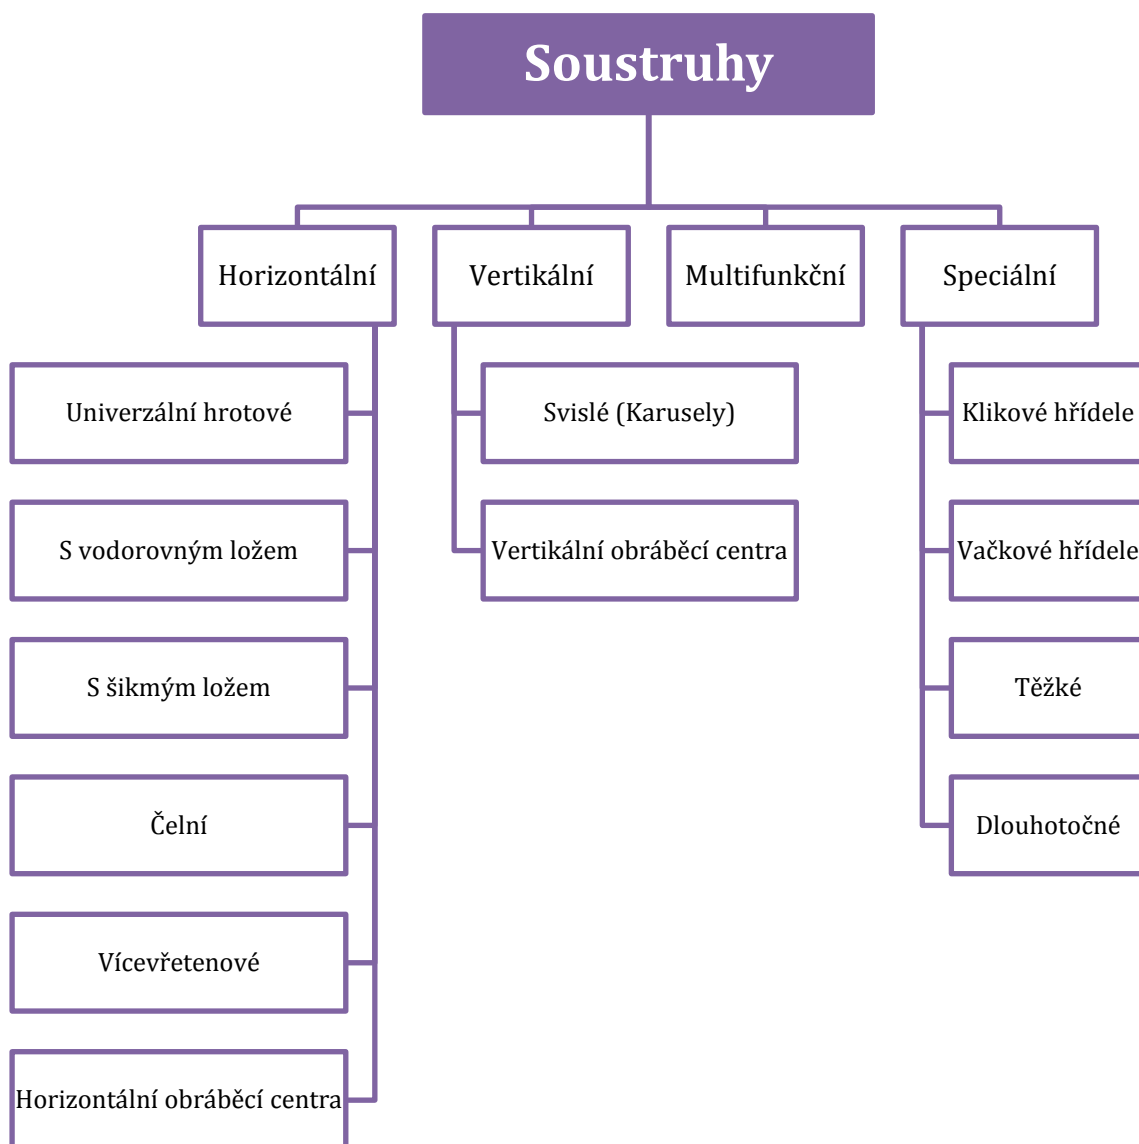 Soustruhy
Horizontální
Vertikální
Multifunkční
Speciální
Univerzální hrotové
S vodorovným ložem
S šikmým ložem
Čelní
Vícevřetenové
Horizontální obráběcí centra
Svislé (Karusely)
Vertikální obráběcí centra
Klikové hřídele
Vačkové hřídele
Těžké
Dlouhotočné